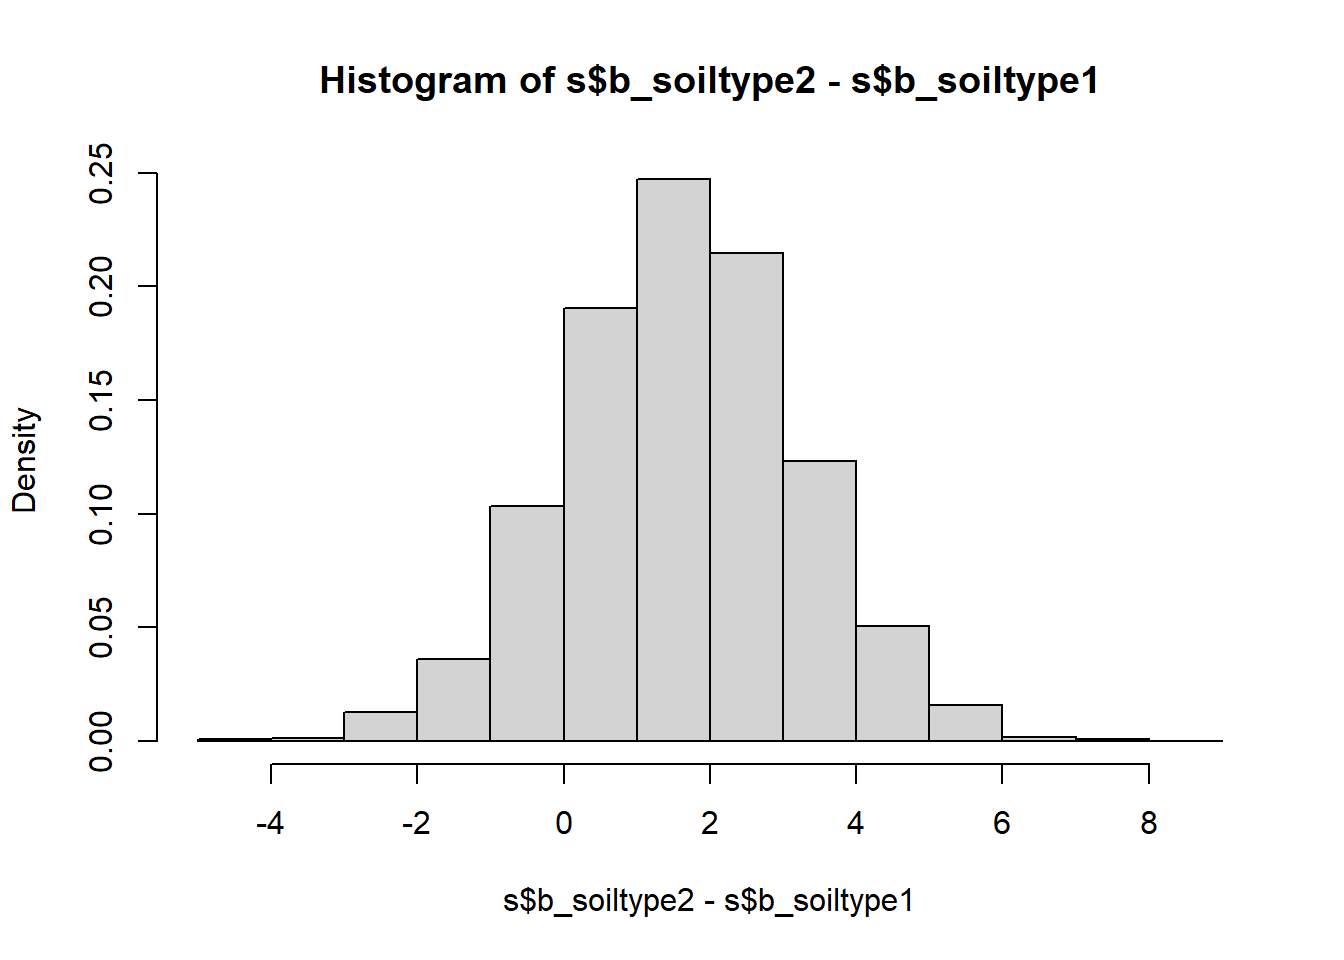 Histogram of s$b_soiltype2 - s$b_soiltype1
Density
0.25
0.20
0.15
0.10
0.05
0.00
-4 -2 0 2 4 6 8
s$b_soiltype2 - s$b_soiltype1